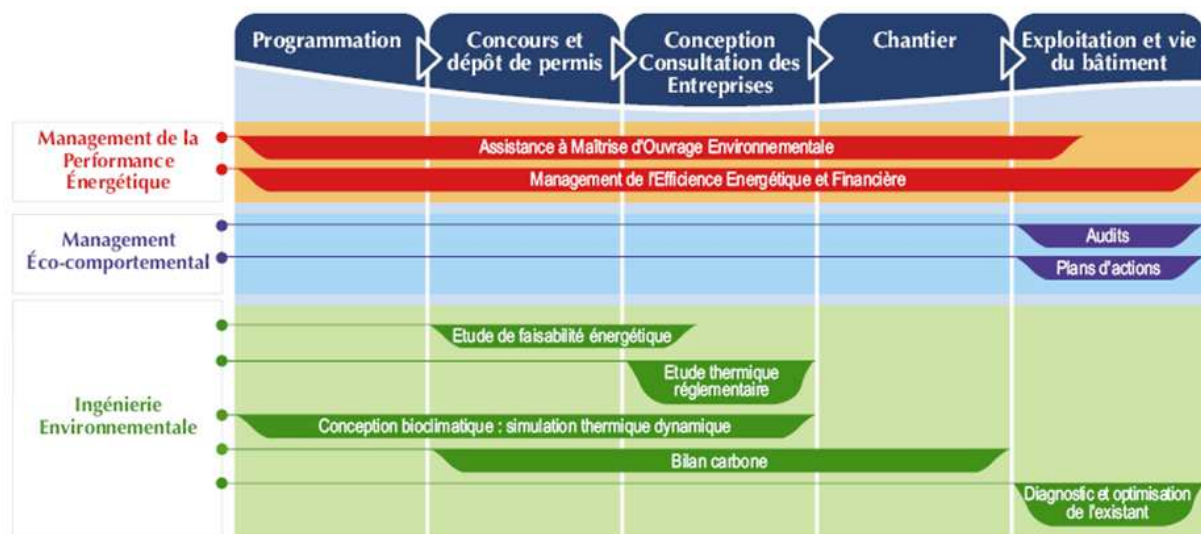 Programmation
Concours et
dépôt de permis
Conception
Consultation des
Entreprises
Chantier
Exploitation et vie
du bâtiment
Management de la
Performance
Énergétique
Assistance à Maîtrise d'Ouvrage Environnementale
Management de l'Efficience Energétique et Financière
Management
Éco-comportemental
Audits
Plans d'actions
Ingénierie
Environnementale
Etude de faisabilité énergétique
Etude thermique
réglementaire
Conception bioclimatique : simulation thermique dynamique
Bilan carbone
Diagnostic et optimisation
de l'existant